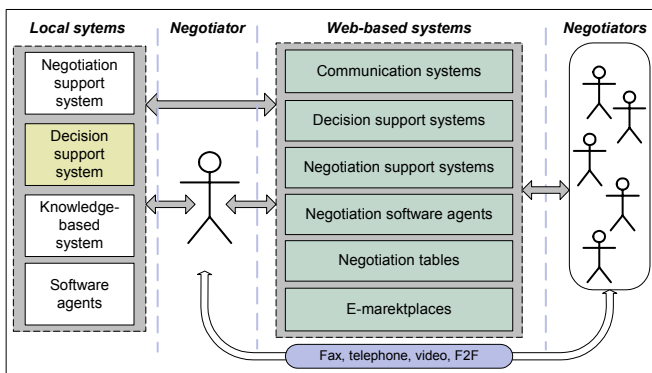 Local sytems
Negotiator
Web-based systems
Negotiators
Negotiation
support
system
Decision
support
system
Knowledge-
based
system
Software
agents
Communication systems
Decision support systems
Negotiation support systems
Negotiation software agents
Negotiation tables
E-marektplaces
Fax, telephone, video, F2F